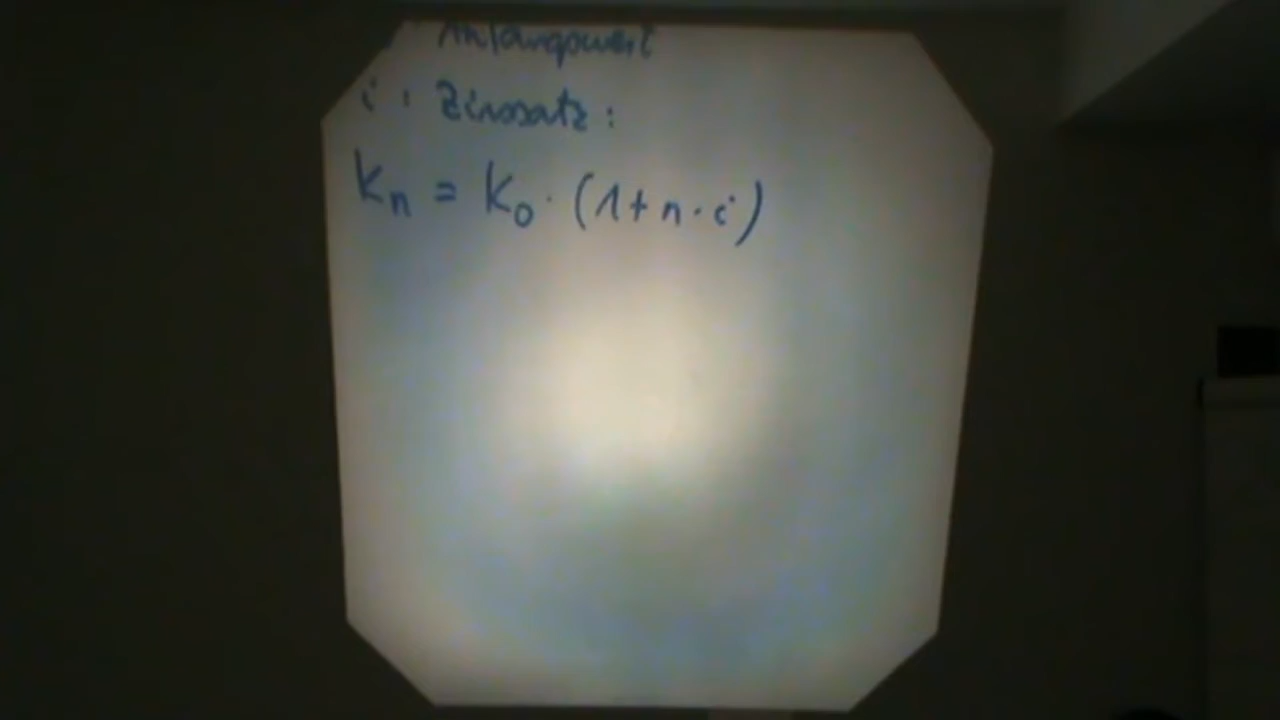 Anfangswert
i : Zinssatz :
Kn = K0 · (1 + n · i)